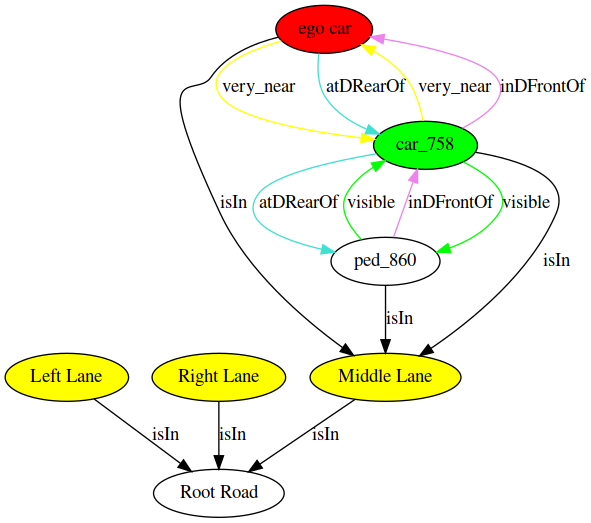 ego car
very_near
atDRearOf
very_near
inDFrontOf
car_758
isIn
atDRearOf
visible
inDFrontOf
visible
ped_860
isIn
isIn
Left Lane
Right Lane
Middle Lane
isIn
isIn
isIn
Root Road